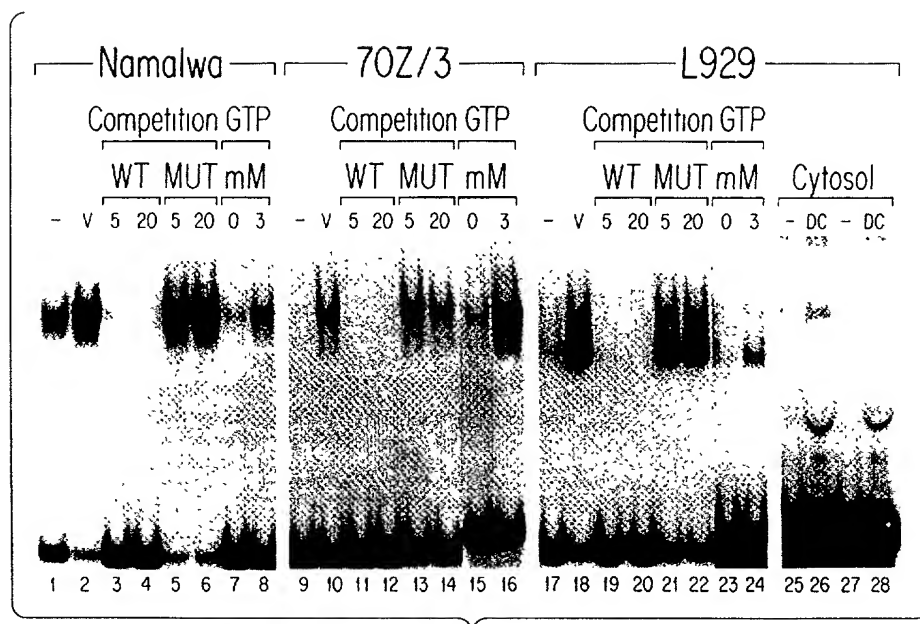 Namalwa 70Z/3 L929
Competition GTP Competition GTP Competition GTP
WT MUT mM WT MUT mM WT MUT mM Cytosol
- V 5 20 5 20 0 3 - V 5 20 5 20 0 3 - V 5 20 5 20 0 3 - DC - DC
1 2 3 4 5 6 7 8 9 10 11 12 13 14 15 16 17 18 19 20 21 22 23 24 25 26 27 28